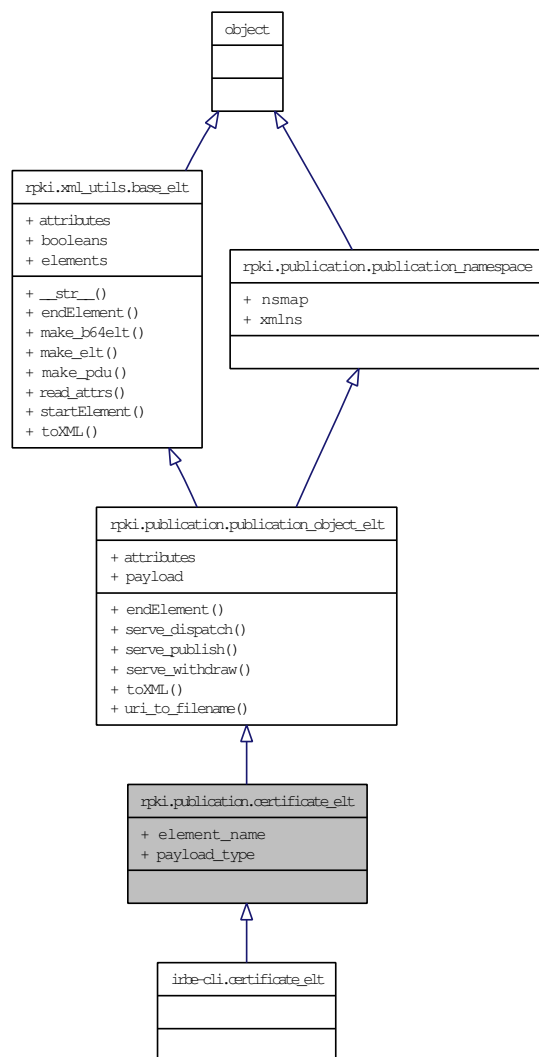 object
rpki.xml_utils.base_elt
+ attributes
+ booleans
+ elements
+ __str__()
+ endElement()
+ make_b64elt()
+ make_elt()
+ make_pdu()
+ read_attrs()
+ startElement()
+ toXML()
rpki.publication.publication_namespace
+ nsmap
+ xmlns
rpki.publication.publication_object_elt
+ attributes
+ payload
+ endElement()
+ serve_dispatch()
+ serve_publish()
+ serve_withdraw()
+ toXML()
+ uri_to_filename()
rpki.publication.certificate_elt
+ element_name
+ payload_type
irbe-cli.certificate_elt